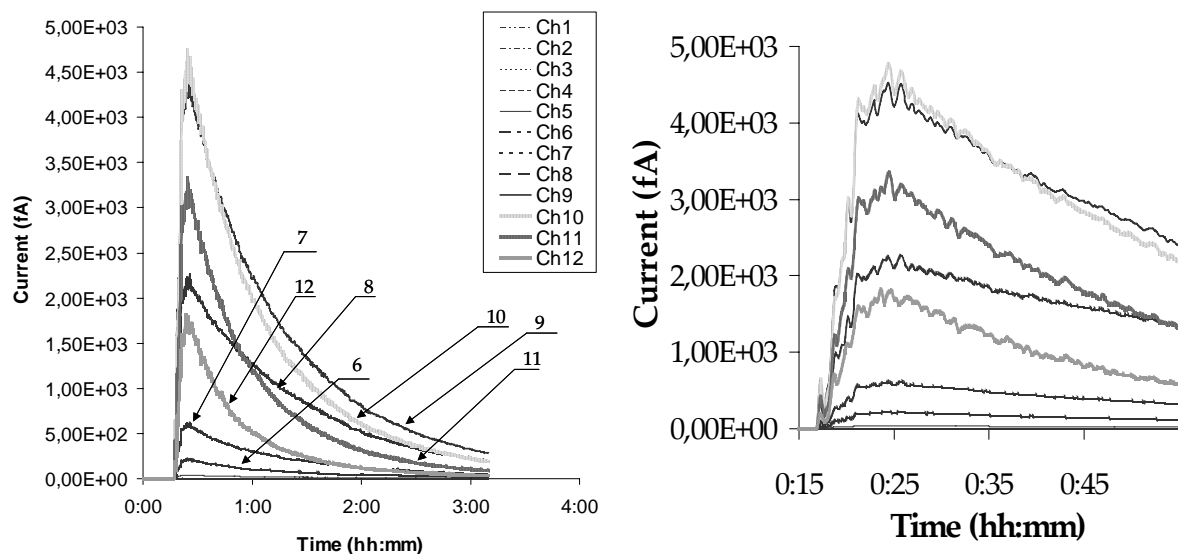 5,00E+03
4,50E+03
4,00E+03
3,50E+03
3,00E+03
2,50E+03
2,00E+03
1,50E+03
1,00E+03
5,00E+02
0,00E+00
Current (fA)
0:00
1:00
2:00
3:00
4:00
Time (hh:mm)
Ch1
Ch2
Ch3
Ch4
Ch5
Ch6
Ch7
Ch8
Ch9
Ch10
Ch11
Ch12
7
12
8
10
9
6
11
5,00E+03
4,00E+03
3,00E+03
2,00E+03
1,00E+03
0,00E+03
Current (fA)
0:15
0:25
0:35
0:45
Time (hh:mm)